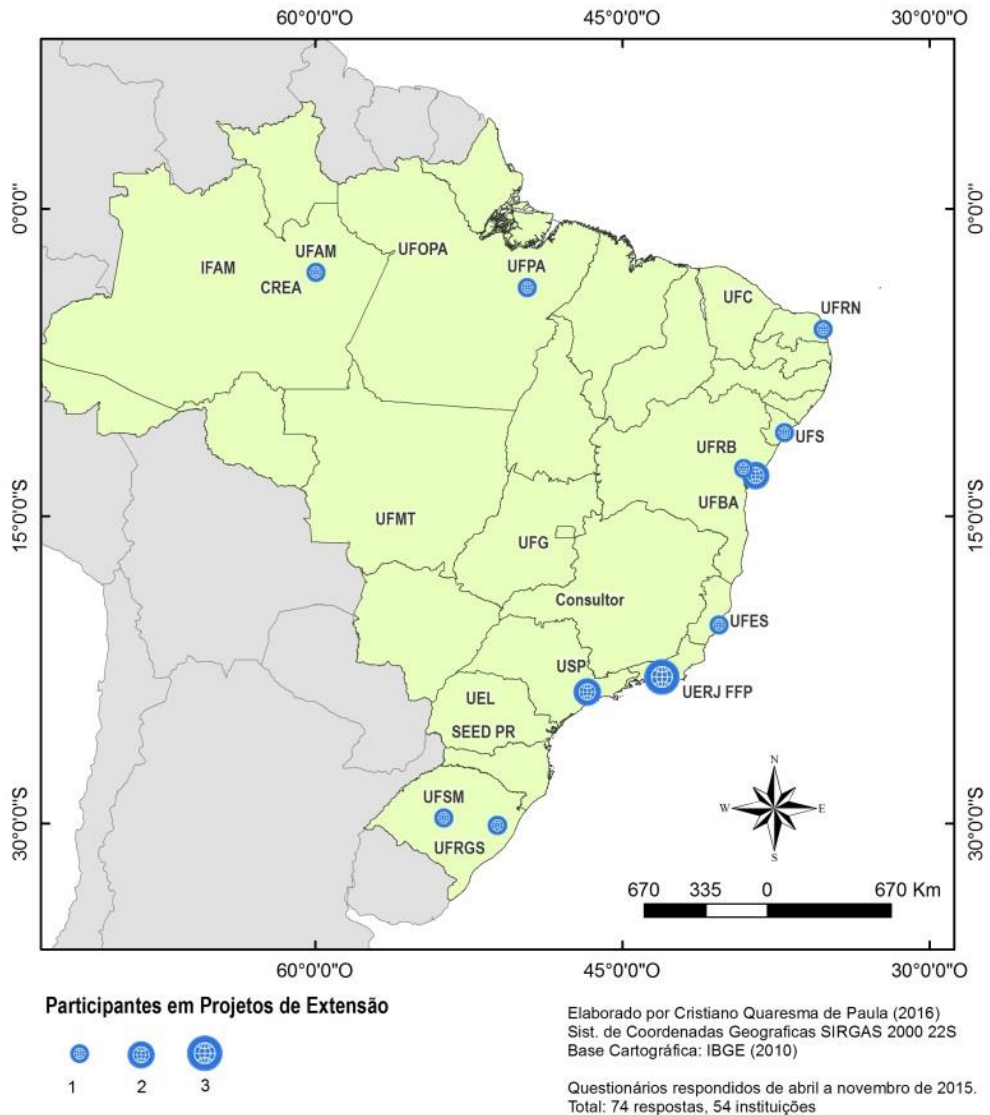 60°0'0"O 45°0'0"O 30°0'0"O
0°0'0"
0°0'0"
UFAM
UFOPA
IFAM
UFPA
CREA
UFC
UFRN
UFS
UFRB
UFBA
15°0'0"S
15°0'0"S
UFMT
UFG
Consultor
UFES
USP
UERJ FFP
UEL
SEED PR
N
W E
S
UFSM
UFRGS
30°0'0"S
30°0'0"S
670 335 0 670 Km
60°0'0"O 45°0'0"O 30°0'0"O
Participantes em Projetos de Extensão
1 2 3
Elaborado por Cristiano Quaresma de Paula (2016)
Sist. de Coordenadas Geograficas SIRGAS 2000 22S
Base Cartográfica: IBGE (2010)
Questionários respondidos de abril a novembro de 2015.
Total: 74 respostas, 54 instituições